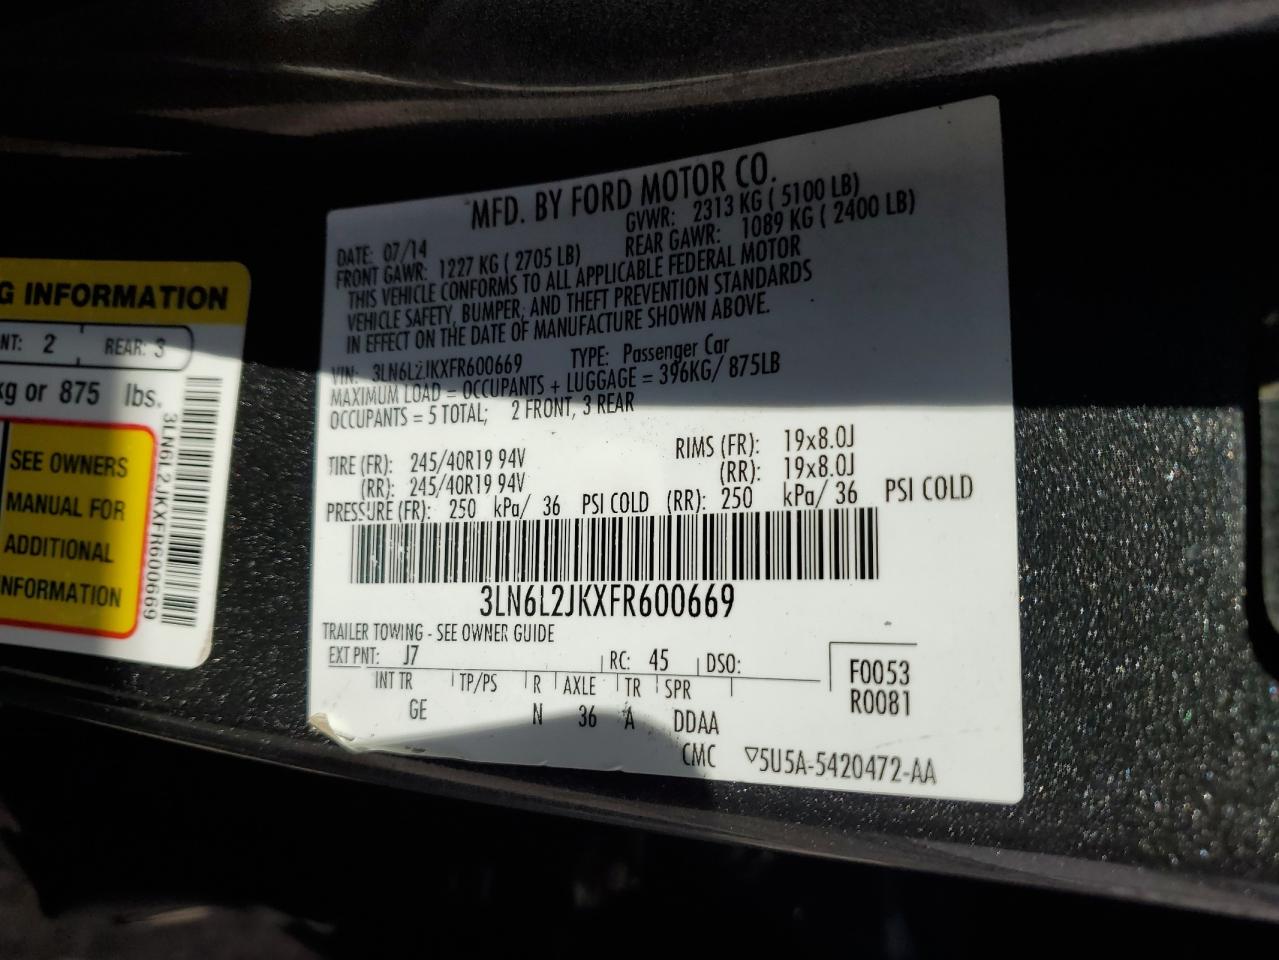 G INFORMATION
NT: 2 REAR: 3
kg or 875 lbs.
SEE OWNERS
MANUAL FOR
ADDITIONAL
INFORMATION
3LN6L2JKXFR600669
MFD. BY FORD MOTOR CO.
DATE: 07/14 GVWR: 2313 KG ( 5100 LB)
FRONT GAWR: 1227 KG ( 2705 LB) REAR GAWR: 1089 KG ( 2400 LB)
THIS VEHICLE CONFORMS TO ALL APPLICABLE FEDERAL MOTOR
VEHICLE SAFETY, BUMPER, AND THEFT PREVENTION STANDARDS
IN EFFECT ON THE DATE OF MANUFACTURE SHOWN ABOVE.
VIN: 3LN6L2JKXFR600669 TYPE: Passenger Car
MAXIMUM LOAD = OCCUPANTS + LUGGAGE = 396KG/ 875LB
OCCUPANTS = 5 TOTAL; 2 FRONT, 3 REAR
TIRE (FR): 245/40R19 94V RIMS (FR): 19x8.0J
(RR): 245/40R19 94V (RR): 19x8.0J
PRESSURE (FR): 250 kPa/ 36 PSI COLD (RR): 250 kPa/ 36 PSI COLD
3LN6L2JKXFR600669
TRAILER TOWING - SEE OWNER GUIDE
EXT PNT: J7 RC: 45 DSO: F0053
INT TR TP/PS R AXLE TR SPR R0081
GE N 36 A DDAA
CMC ▽5U5A-5420472-AA